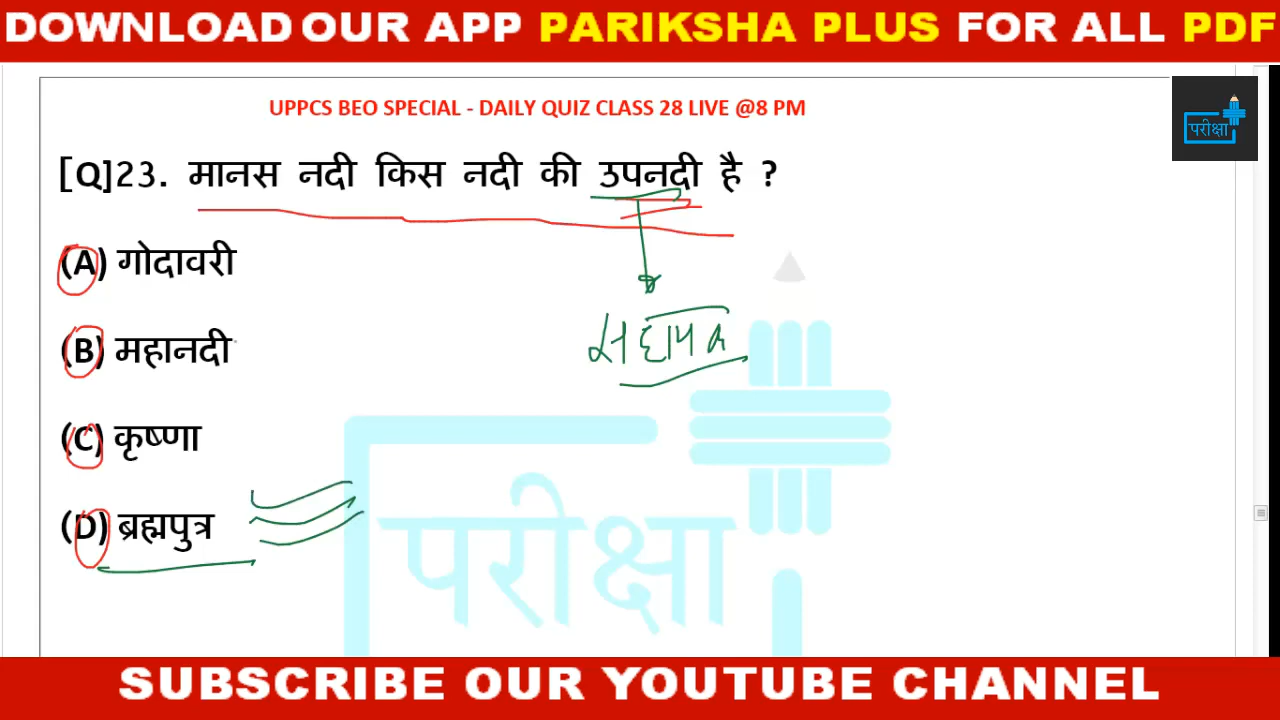 DOWNLOAD OUR APP PARIKSHA PLUS FOR ALL PDF
UPPCS BEO SPECIAL - DAILY QUIZ CLASS 28 LIVE @8 PM
परीक्षा
[Q]23. मानस नदी किस नदी की उपनदी है ?
(A) गोदावरी
(B) महानदी
सहायक
(C) कृष्णा
(D) ब्रह्मपुत्र
परीक्षा
SUBSCRIBE OUR YOUTUBE CHANNEL